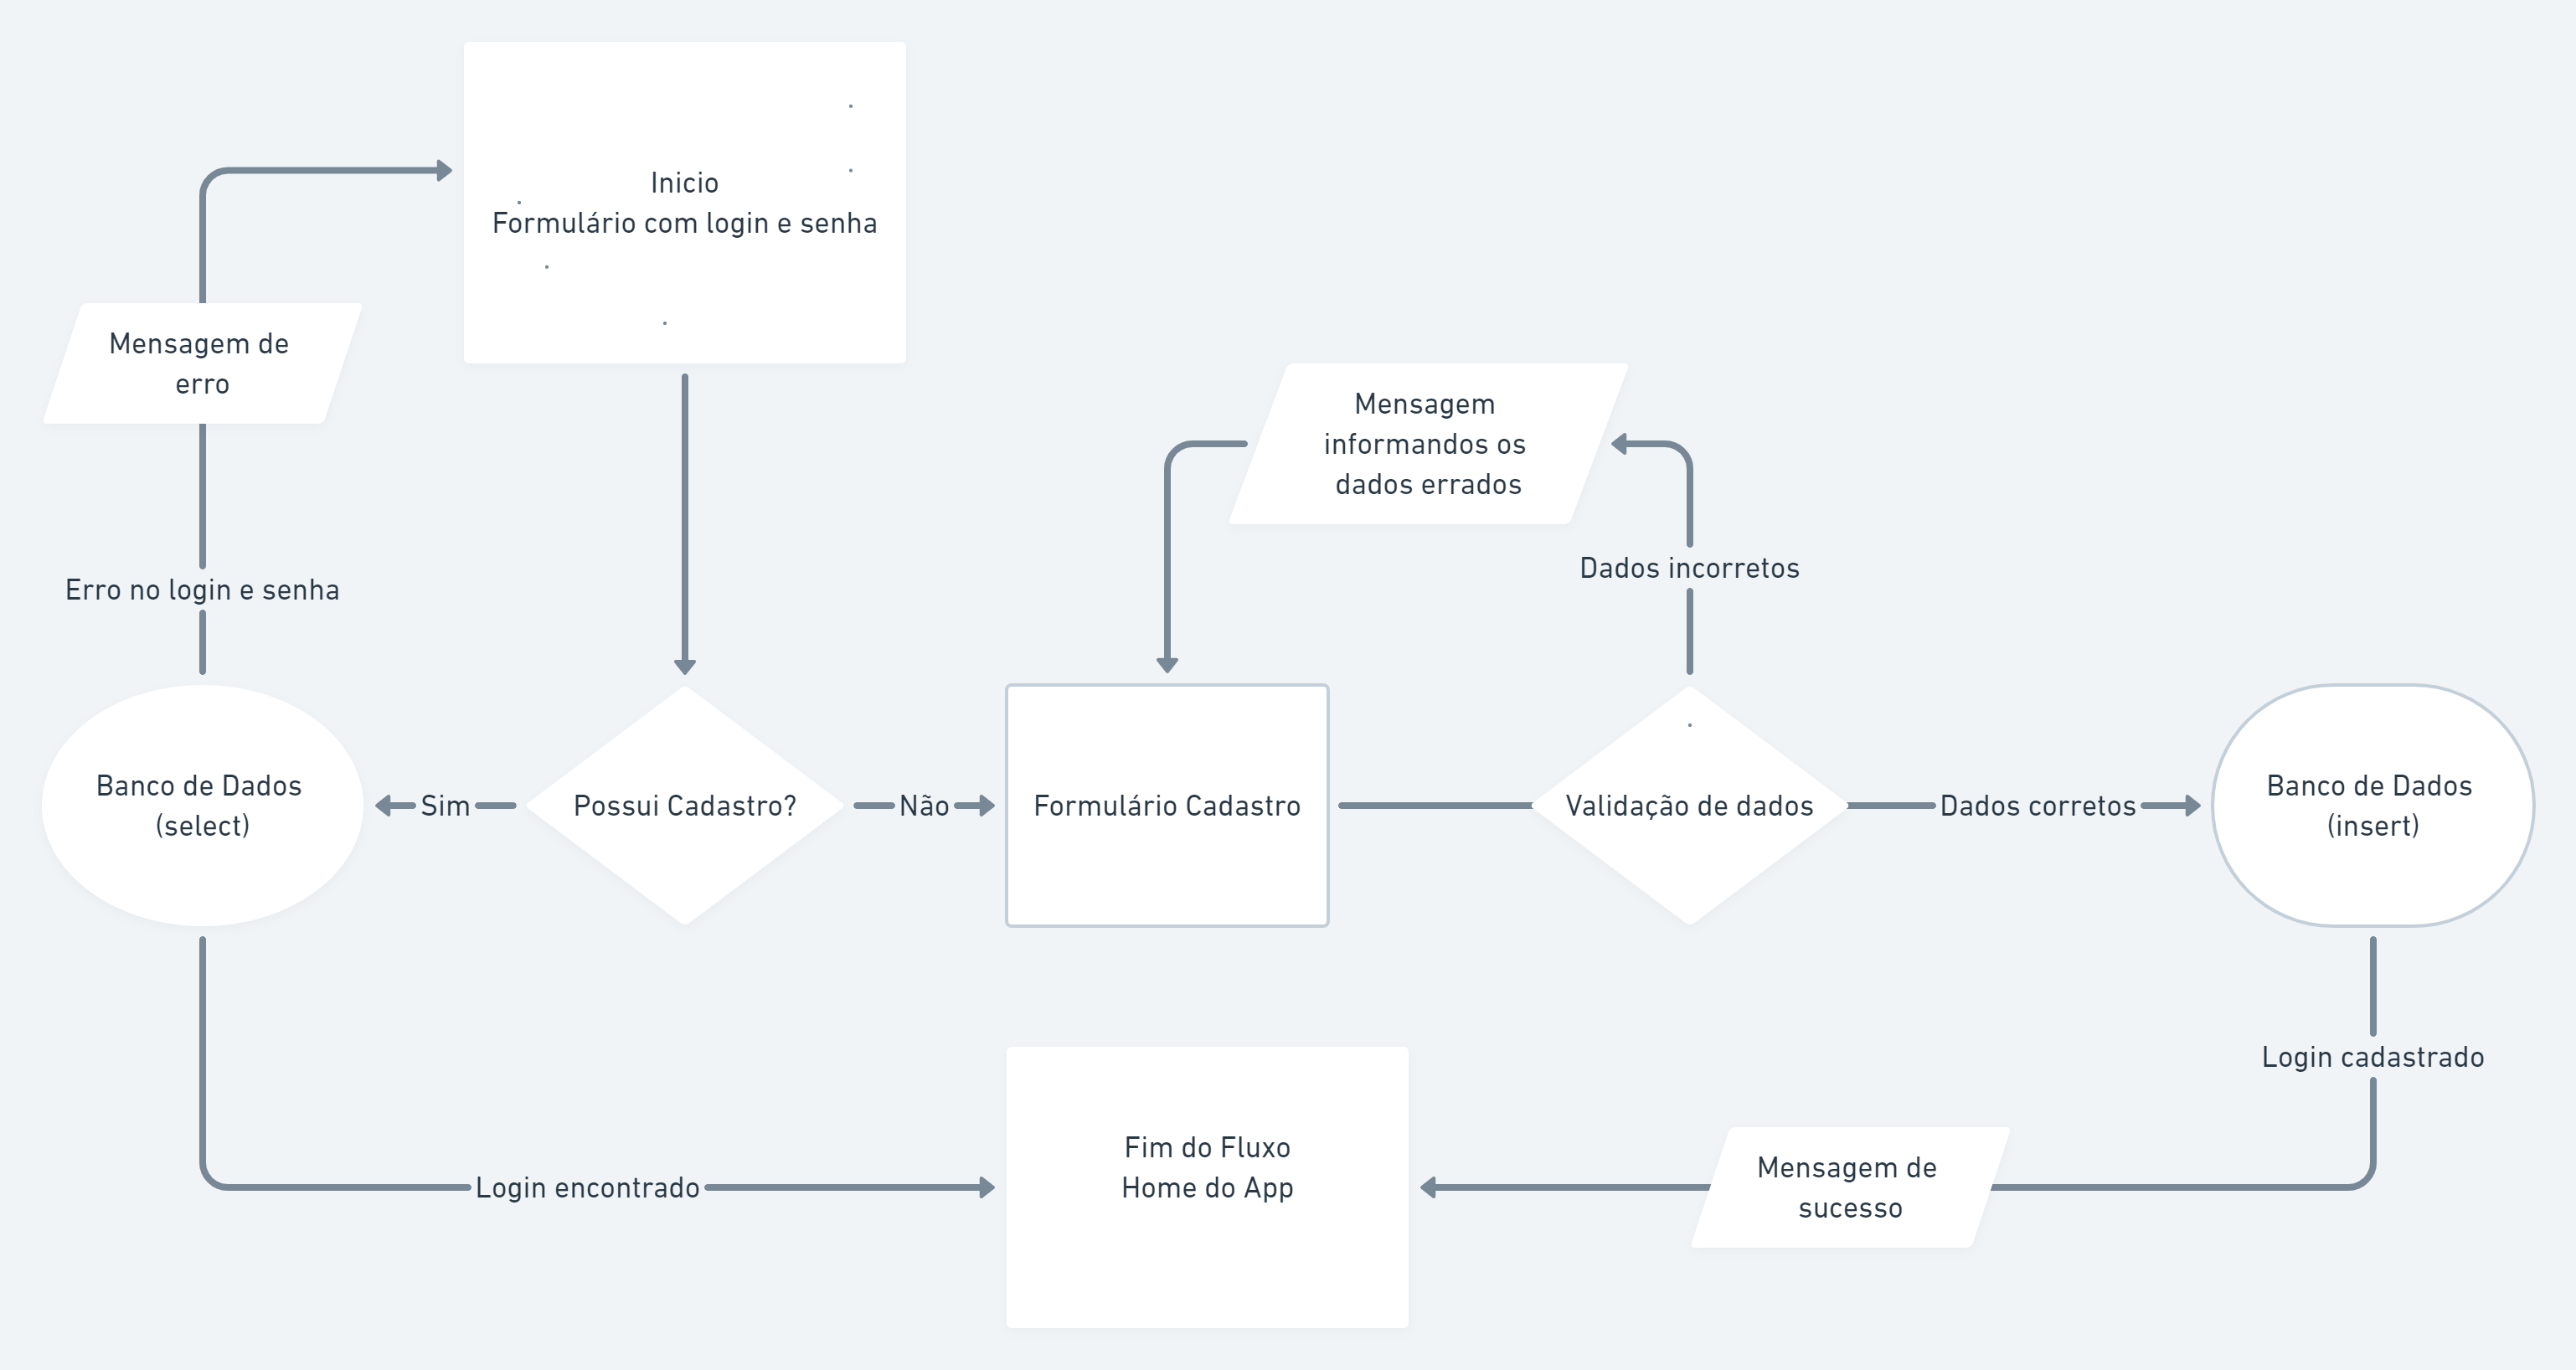 Inicio
Formulário com login e senha
Mensagem de
erro
Mensagem
informandos os
dados errados
Dados incorretos
Erro no login e senha
Banco de Dados
(select)
Sim
Possui Cadastro?
Não
Formulário Cadastro
Validação de dados
Dados corretos
Banco de Dados
(insert)
Login cadastrado
Fim do Fluxo
Home do App
Mensagem de
sucesso
Login encontrado